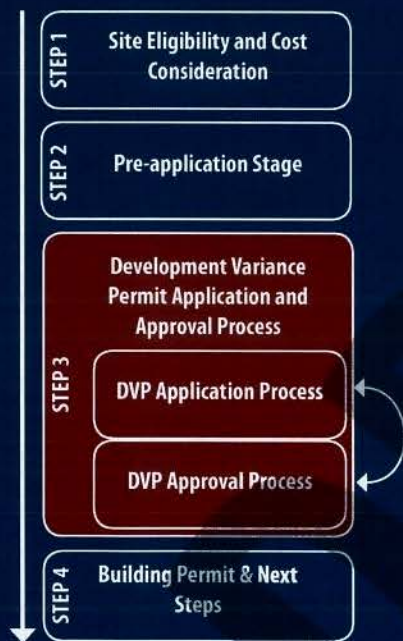 STEP 1
Site Eligibility and Cost
Consideration
STEP 2
Pre-application Stage
STEP 3
Development Variance
Permit Application and
Approval Process
DVP Application Process
DVP Approval Process
STEP 4
Building Permit & Next
Steps